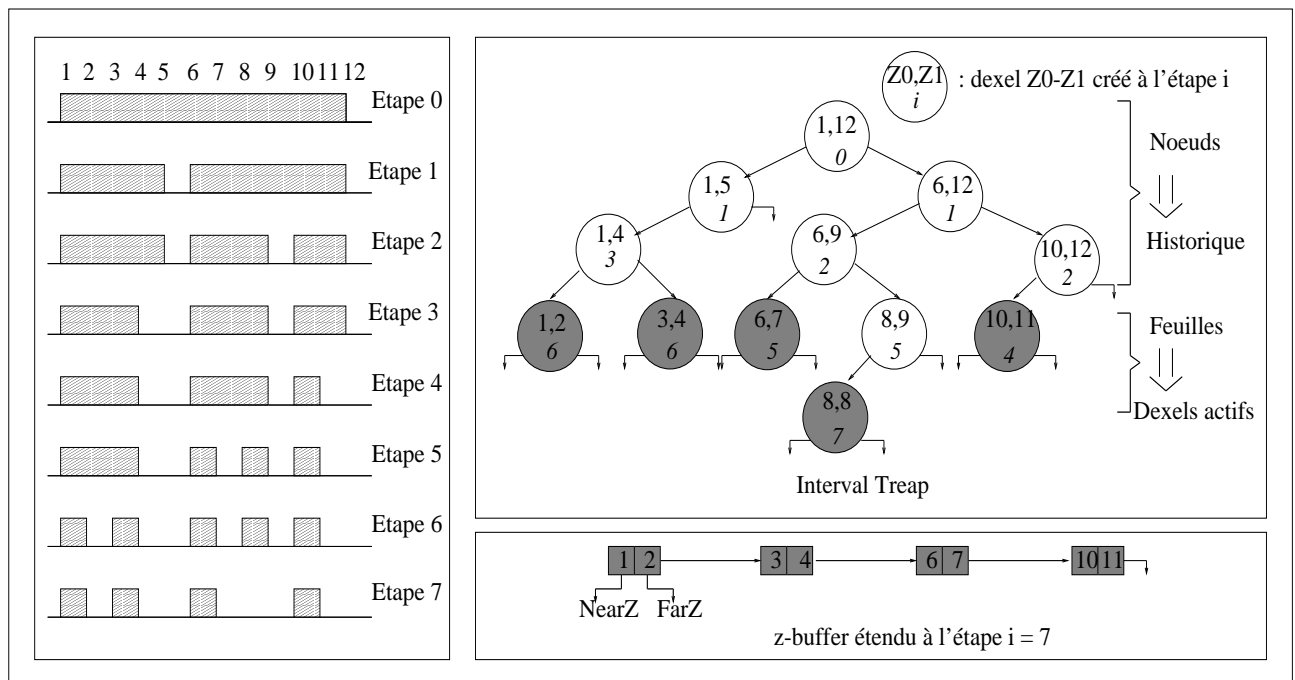 1 2 3 4 5 6 7 8 9 10 11 12
Etape 0
Etape 1
Etape 2
Etape 3
Etape 4
Etape 5
Etape 6
Etape 7
Z0,Z1
i
: dexel Z0-Z1 créé à l'étape i
1,12
0
1,5
1
6,12
1
1,4
3
6,9
2
10,12
2
1,2
6
3,4
6
6,7
5
8,9
5
10,11
4
8,8
7
Noeuds
Historique
Feuilles
Dexels actifs
Interval Treap
1 2
3 4
6 7
10 11
NearZ
FarZ
z-buffer étendu à l'étape i = 7